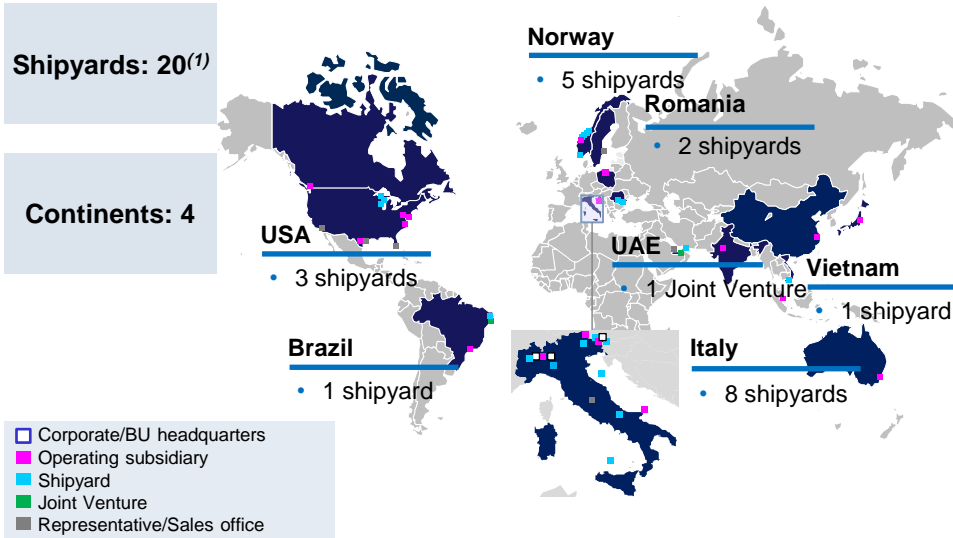 Shipyards: 20(1)
Continents: 4
Norway
• 5 shipyards
Romania
• 2 shipyards
USA
• 3 shipyards
UAE
• 1 Joint Venture
Vietnam
• 1 shipyard
Brazil
• 1 shipyard
Italy
• 8 shipyards
Corporate/BU headquarters
Operating subsidiary
Shipyard
Joint Venture
Representative/Sales office